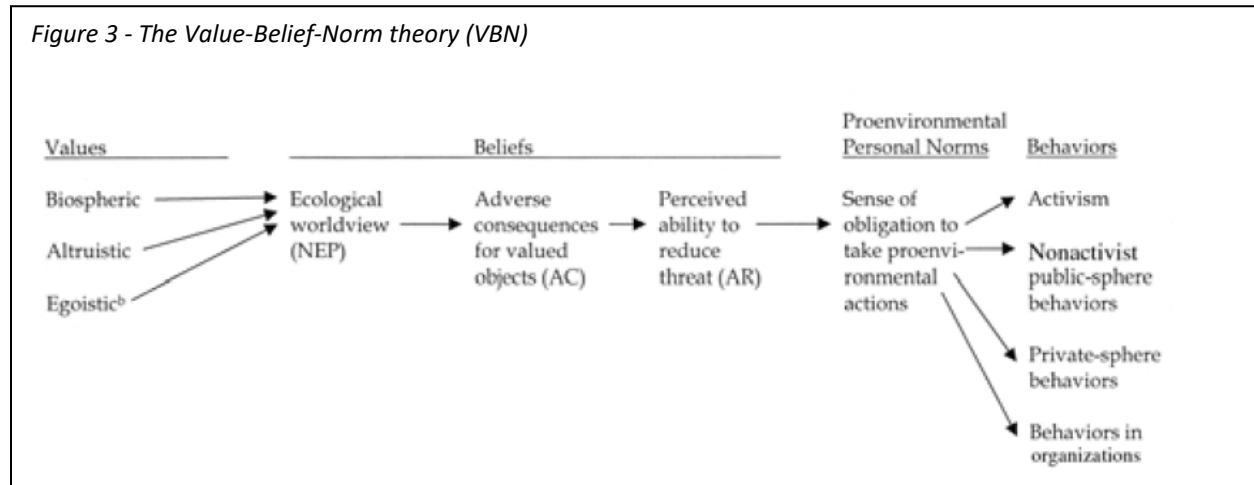 Figure 3 - The Value-Belief-Norm theory (VBN)
Proenvironmental
Values
Beliefs
Personal Norms
Behaviors
Biospheric
Altruistic
Egoisticᵇ
Ecological
worldview
(NEP)
Adverse
consequences
for valued
objects (AC)
Perceived
ability to
reduce
threat (AR)
Sense of
obligation to
take proenvi-
ronmental
actions
Activism
Nonactivist
public-sphere
behaviors
Private-sphere
behaviors
Behaviors in
organizations